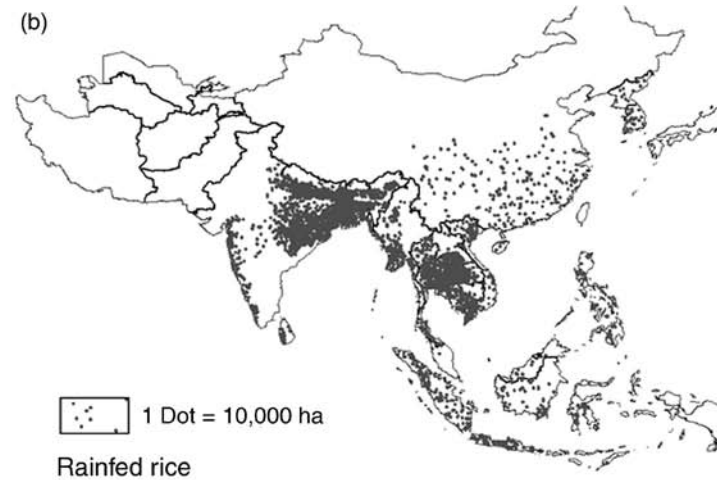 (b)
1 Dot = 10,000 ha
Rainfed rice